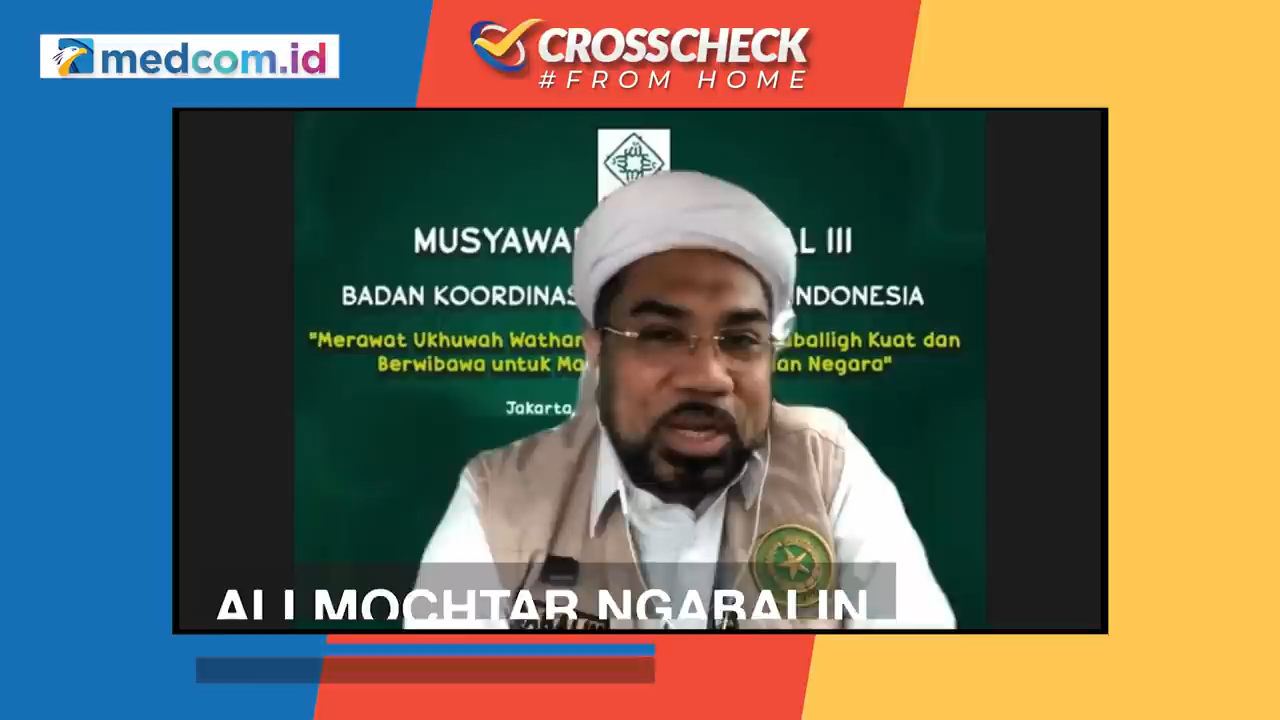 medcom.id
CROSSCHECK
#FROM HOME
MUSYAWA AL III
BADAN KOORDINAS INDONESIA
"Merawat Ukhuwah Wathan aballigh Kuat dan
Berwibawa untuk Ma an Negara"
Jakarta,
ALI MOCHTAR NGABALIN